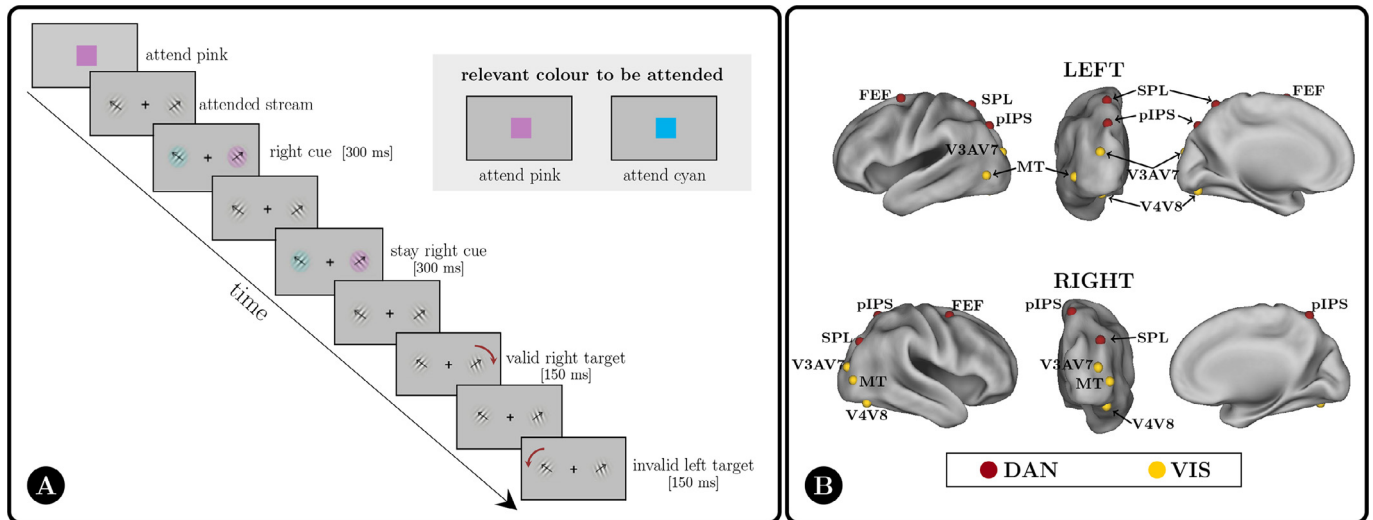 attend pink
attended stream
right cue [300 ms]
stay right cue
[300 ms]
valid right target
[150 ms]
invalid left target
[150 ms]
time
relevant colour to be attended
attend pink
attend cyan
A
LEFT
FEF
SPL
pIPS
V3AV7
MT
SPL
pIPS
V3AV7
V4V8
FEF
RIGHT
pIPS
FEF
SPL
V3AV7
MT
V4V8
pIPS
SPL
V3AV7
MT
V4V8
pIPS
DAN
VIS
B